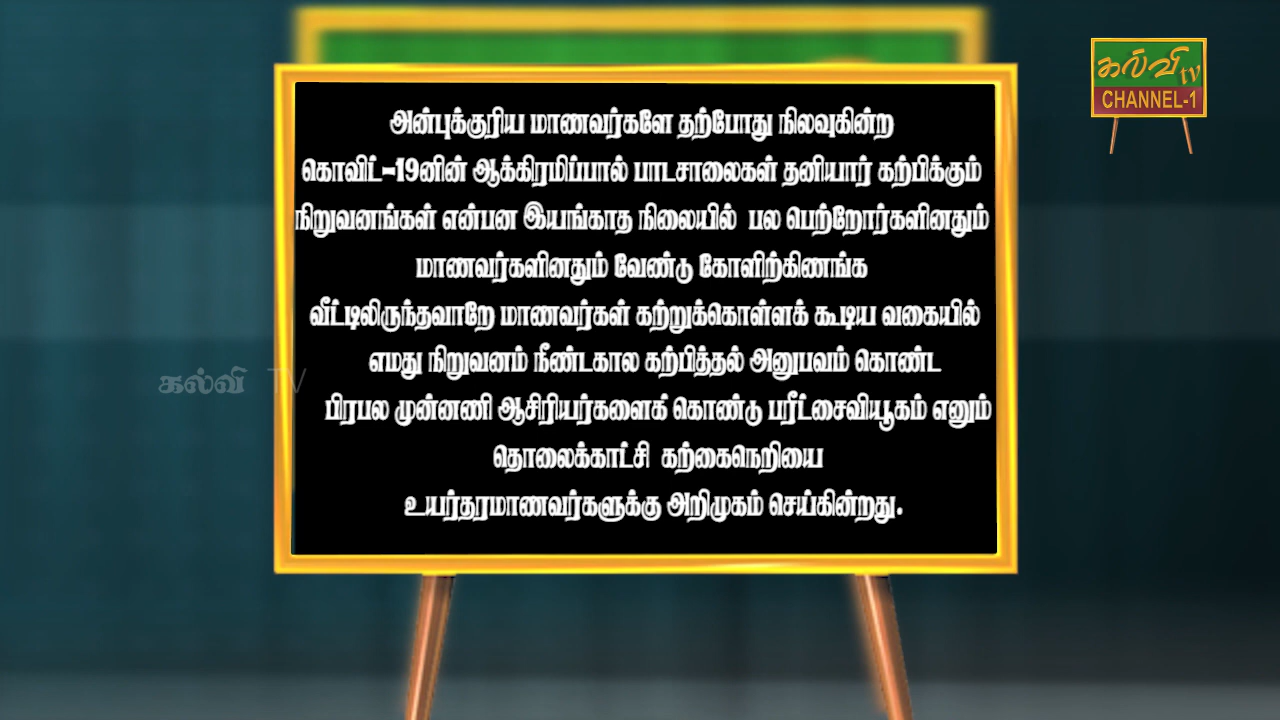 கல்வி tv
CHANNEL-1
அன்புக்குரிய மாணவர்களே தற்போது நிலவுகின்ற
கொவிட்-19னின் ஆக்கிரமிப்பால் பாடசாலைகள் தனியார் கற்பிக்கும்
நிறுவனங்கள் என்பன இயங்காத நிலையில் பல பெற்றோர்களினதும்
மாணவர்களினதும் வேண்டு கோளிற்கிணங்க
வீட்டிலிருந்தவாறே மாணவர்கள் கற்றுக்கொள்ளக் கூடிய வகையில்
எமது நிறுவனம் நீண்டகால கற்பித்தல் அனுபவம் கொண்ட
பிரபல முன்னணி ஆசிரியர்களைக் கொண்டு பரீட்சைவியூகம் எனும்
தொலைக்காட்சி கற்கைநெறியை
உயர்தரமாணவர்களுக்கு அறிமுகம் செய்கின்றது.
கல்வி TV